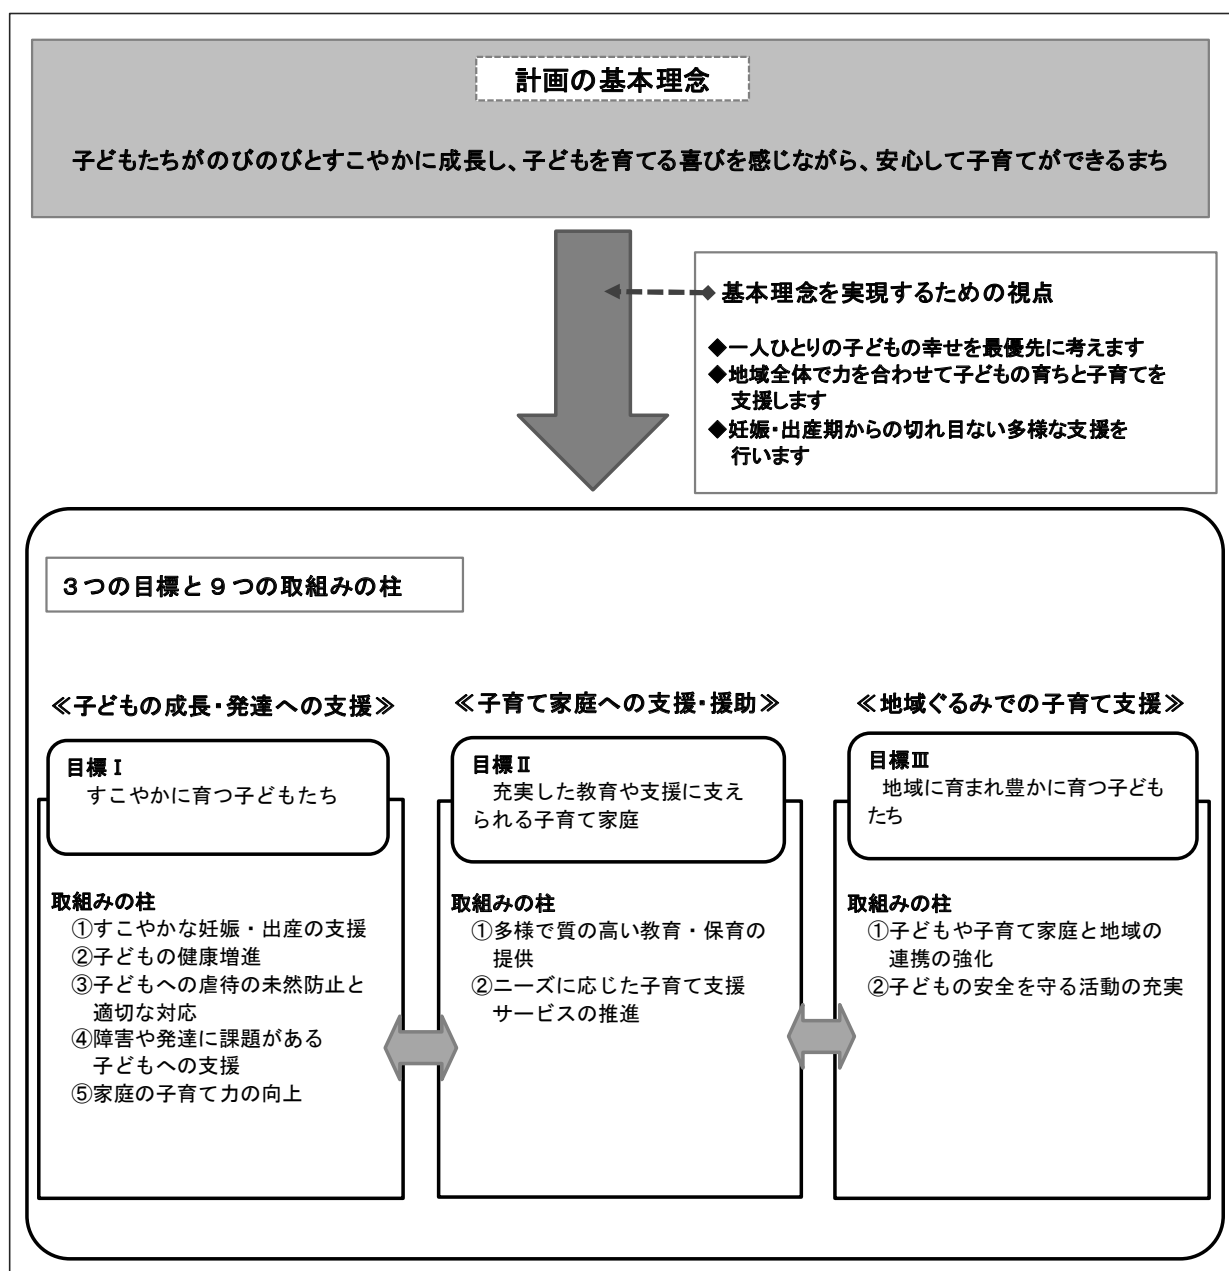 計画の基本理念
子どもたちがのびのびとすこやかに成長し、子どもを育てる喜びを感じながら、安心して子育てができるまち
基本理念を実現するための視点
◆一人ひとりの子どもの幸せを最優先に考えます
◆地域全体で力を合わせて子どもの育ちと子育てを
支援します
◆妊娠・出産期からの切れ目ない多様な支援を
行います
３つの目標と９つの取組みの柱
≪子どもの成長・発達への支援≫
目標Ⅰ
すこやかに育つ子どもたち
取組みの柱
①すこやかな妊娠・出産の支援
②子どもの健康増進
③子どもへの虐待の未然防止と
適切な対応
④障害や発達に課題がある
子どもへの支援
⑤家庭の子育て力の向上
≪子育て家庭への支援・援助≫
目標Ⅱ
充実した教育や支援に支え
られる子育て家庭
取組みの柱
①多様で質の高い教育・保育の
提供
②ニーズに応じた子育て支援
サービスの推進
≪地域ぐるみでの子育て支援≫
目標Ⅲ
地域に育まれ豊かに育つ子ども
たち
取組みの柱
①子どもや子育て家庭と地域の
連携の強化
②子どもの安全を守る活動の充実